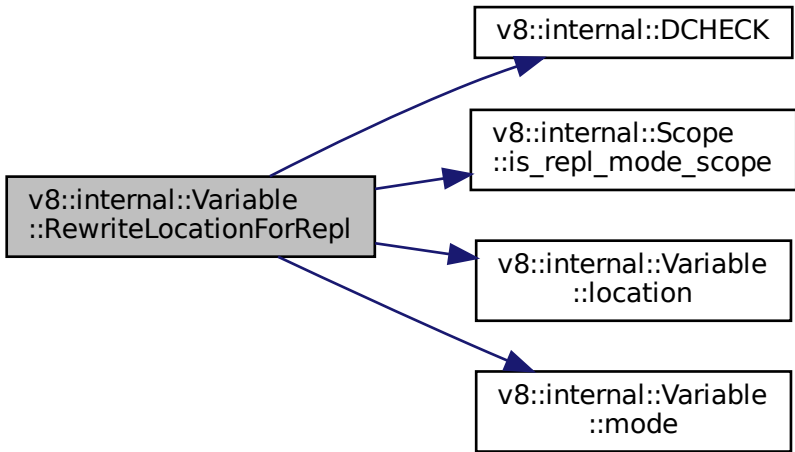 v8::internal::Variable
::RewriteLocationForRepl
v8::internal::DCHECK
v8::internal::Scope
::is_repl_mode_scope
v8::internal::Variable
::location
v8::internal::Variable
::mode